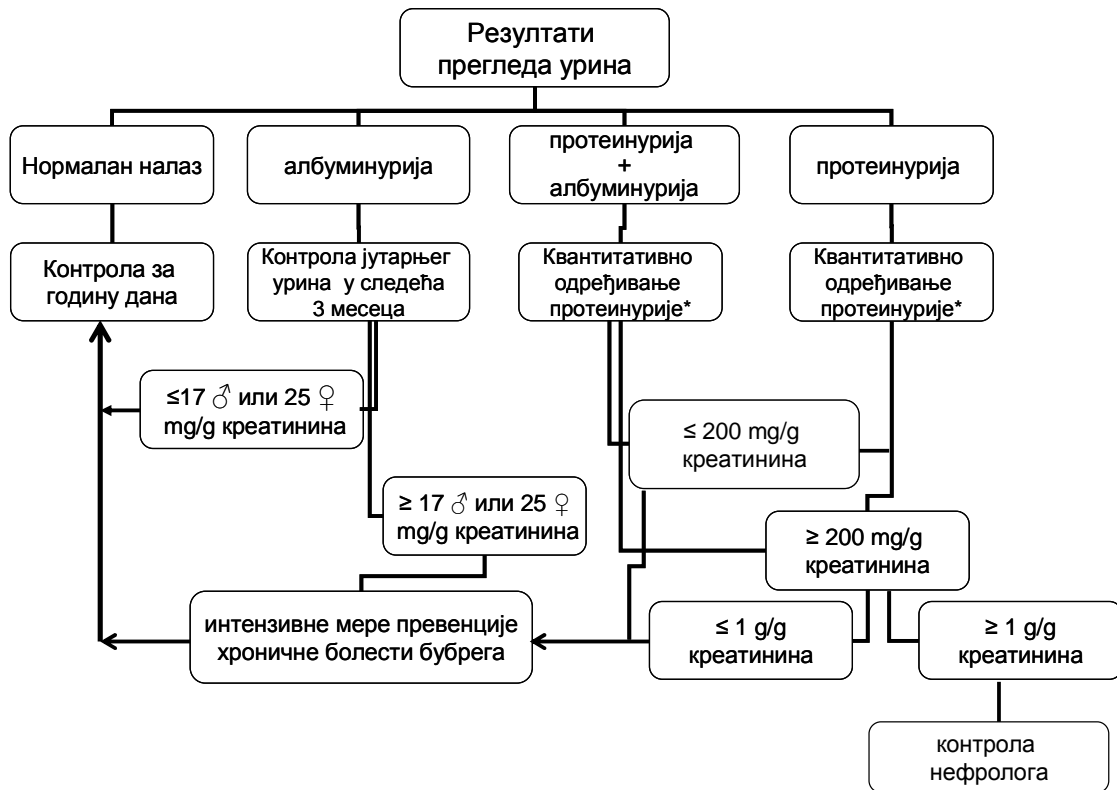 Резултати
прегледа урина
Нормалан налаз
албуминурија
протеинурија
+
албуминурија
протеинурија
Контрола за
годину дана
Контрола јутарњег
урина у следећа
3 месеца
Квантитативно
одређивање
протеинурије*
Квантитативно
одређивање
протеинурије*
≤17 ♂ или 25 ♀
mg/g креатинина
≤ 200 mg/g
креатинина
≥ 17 ♂ или 25 ♀
mg/g креатинина
≥ 200 mg/g
креатинина
интензивне мере превенције
хроничне болести бубрега
≤ 1 g/g
креатинина
≥ 1 g/g
креатинина
контрола
нефролога